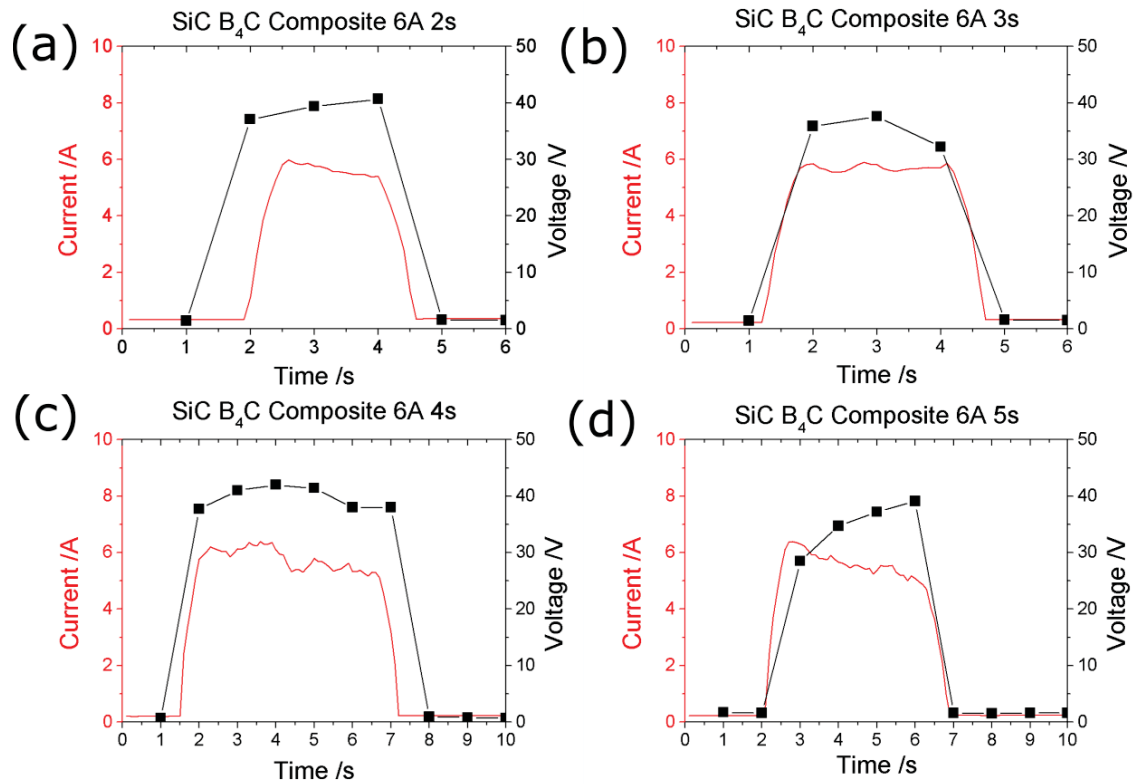 (a)
SiC B₄C Composite 6A 2s
Current /A
10
8
6
4
2
0
50
40
30
20
10
0
Voltage /V
0 1 2 3 4 5 6
Time /s
(b)
SiC B₄C Composite 6A 3s
Current /A
10
8
6
4
2
0
50
40
30
20
10
0
Voltage /V
0 1 2 3 4 5 6
Time /s
(c)
SiC B₄C Composite 6A 4s
Current /A
10
8
6
4
2
0
50
40
30
20
10
0
Voltage /V
0 1 2 3 4 5 6 7 8 9 10
Time /s
(d)
SiC B₄C Composite 6A 5s
Current /A
10
8
6
4
2
0
50
40
30
20
10
0
Voltage /V
0 1 2 3 4 5 6 7 8 9 10
Time /s